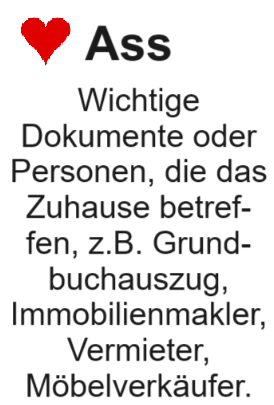 Ass
Wichtige
Dokumente oder
Personen, die das
Zuhause betref-
fen, z.B. Grund-
buchauszug,
Immobilienmakler,
Vermieter,
Möbelverkäufer.